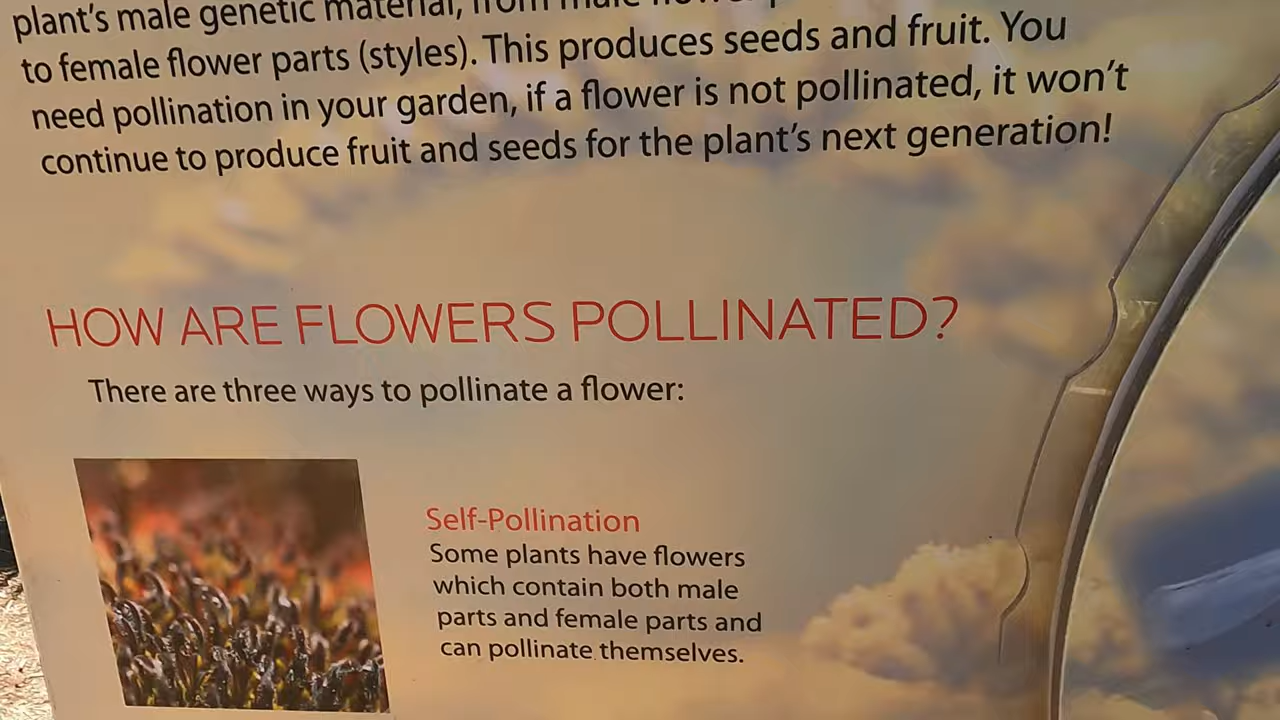 plant's male genetic material, from male
to female flower parts (styles). This produces seeds and fruit. You
need pollination in your garden, if a flower is not pollinated, it won't
continue to produce fruit and seeds for the plant's next generation!
HOW ARE FLOWERS POLLINATED?
There are three ways to pollinate a flower:
Self-Pollination
Some plants have flowers
which contain both male
parts and female parts and
can pollinate themselves.